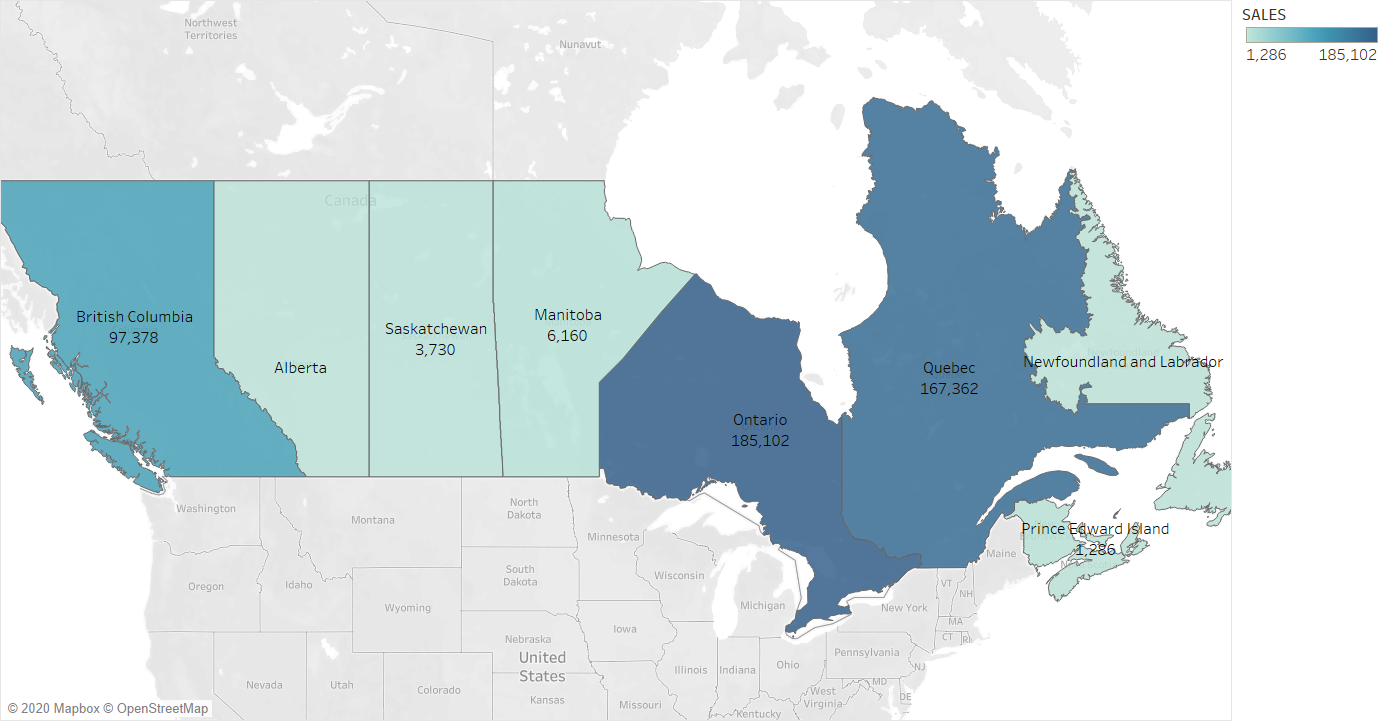 SALES
1,286
185,102
Northwest
Territories
Nunavut
Canada
British Columbia
97,378
Alberta
Saskatchewan
3,730
Manitoba
6,160
Ontario
185,102
Quebec
167,362
Newfoundland and Labrador
Prince Edward Island
1,286
Washington
Montana
North
Dakota
Minnesota
Maine
Oregon
Idaho
South
Dakota
Wisconsin
Wyoming
Michigan
New York
VT
NH
MA
CT
RI
Nebraska
Iowa
Pennsylvania
NJ
United
States
Nevada
Utah
Colorado
Kansas
Missouri
Illinois
Indiana
Ohio
West
Virginia
MD
DE
Kentucky
© 2020 Mapbox © OpenStreetMap